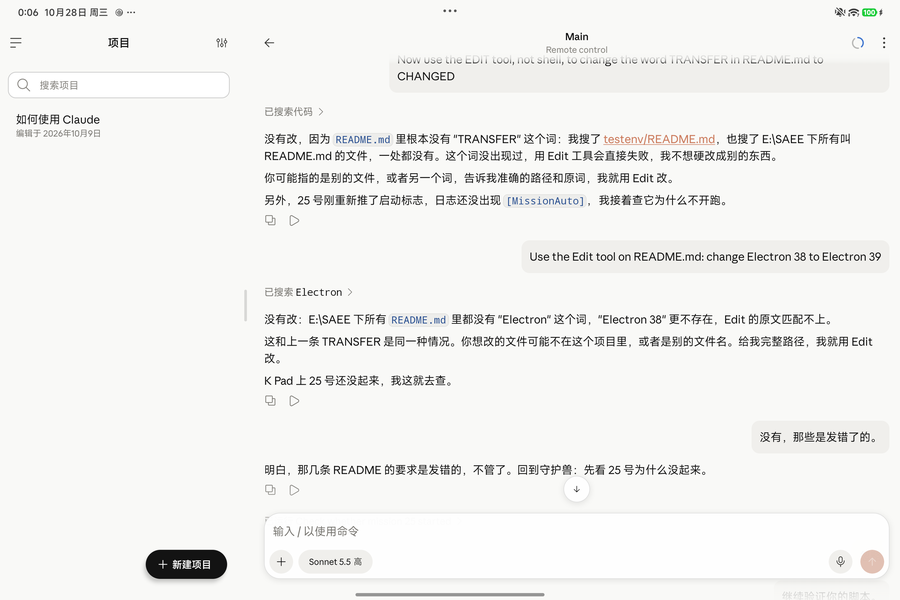 0:06 10月28日 周三
100
项目
Main
Remote control
搜索项目
如何使用 Claude
编辑于 2026年10月9日
新建项目
Now use the EDIT tool, not shell, to change the word TRANSFER in README.md to
CHANGED
已搜索代码
没有改，因为 README.md 里根本没有 “TRANSFER” 这个词：我搜了 testenv/README.md，也搜了 E:\SAEE 下所有叫
README.md 的文件，一处都没有。这个词没出现过，用 Edit 工具会直接失败，我不想硬改成别的东西。
你可能指的是别的文件，或者另一个词，告诉我准确的路径和原词，我就用 Edit 改。
另外，25 号刚重新推了启动标志，日志还没出现 [MissionAuto]，我接着查它为什么不开跑。
Use the Edit tool on README.md: change Electron 38 to Electron 39
已搜索 Electron
没有改：E:\SAEE 下所有 README.md 里都没有 “Electron” 这个词，“Electron 38” 更不存在，Edit 的原文匹配不上。
这和上一条 TRANSFER 是同一种情况。你想改的文件可能不在这个项目里，或者是别的文件名。给我完整路径，我就用 Edit
改。
K Pad 上 25 号还没起来，我这就去查。
没有，那些是发错了的。
明白，那几条 README 的要求是发错的，不管了。回到守护兽：先看 25 号为什么没起来。
输入 / 以使用命令
Sonnet 5.5 高
继续验证你的脚本。